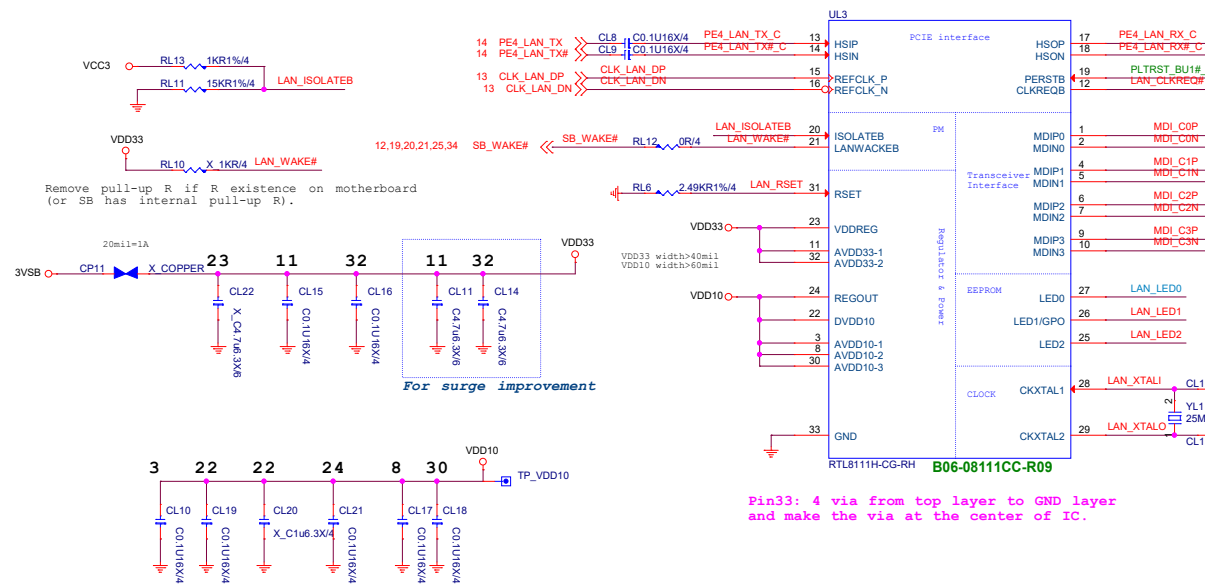 UL3
PCIE interface
14 PE4_LAN_TX CL8 C0.1U16X/4 PE4_LAN_TX_C 13 HSIP HSOP 17 PE4_LAN_RX_C
14 PE4_LAN_TX# CL9 C0.1U16X/4 PE4_LAN_TX#_C 14 HSIN HSON 18 PE4_LAN_RX#_C
13 CLK_LAN_DP CLK_LAN_DP 15 REFCLK_P PERSTB 19 PLTRST_BU1#_
13 CLK_LAN_DN CLK_LAN_DN 16 REFCLK_N CLKREQB 12 LAN_CLKREQ#
VCC3 RL13 1KR1%/4
RL11 15KR1%/4 LAN_ISOLATEB
PM
LAN_ISOLATEB 20 ISOLATEB MDIP0 1 MDI_C0P
12,19,20,21,25,34 SB_WAKE# SB_WAKE# RL12 0R/4 LAN_WAKE# 21 LANWACKEB MDIN0 2 MDI_C0N
VDD33
RL10 X_1KR/4 LAN_WAKE#
Remove pull-up R if R existence on motherboard
(or SB has internal pull-up R).
Transceiver
Interface
MDIP1 4 MDI_C1P
MDIN1 5 MDI_C1N
RL6 2.49KR1%/4 LAN_RSET 31 RSET
MDIP2 6 MDI_C2P
MDIN2 7 MDI_C2N
VDD33 23 VDDREG
MDIP3 9 MDI_C3P
MDIN3 10 MDI_C3N
11 AVDD33-1
32 AVDD33-2
VDD33 width>40mil
VDD10 width>60mil
Regulator & Power
20mil=1A
3VSB CP11 X_COPPER 23 11 32 11 32 VDD33
CL22 CL15 CL16 CL11 CL14
X_C4.7u6.3X/6 C0.1U16X/4 C0.1U16X/4 C4.7u6.3X/6 C4.7u6.3X/6
For surge improvement
EEPROM
VDD10 24 REGOUT LED0 27 LAN_LED0
22 DVDD10 LED1/GPO 26 LAN_LED1
3 AVDD10-1 LED2 25 LAN_LED2
8 AVDD10-2
30 AVDD10-3
CLOCK
CKXTAL1 28 LAN_XTALI CL1
2
YL1
25M
1
33 GND CKXTAL2 29 LAN_XTALO CL1
RTL8111H-CG-RH B06-08111CC-R09
3 22 22 24 8 30 VDD10
TP_VDD10
CL10 CL19 CL20 CL21 CL17 CL18
C0.1U16X/4 C0.1U16X/4 X_C1u6.3X/4 C0.1U16X/4 C0.1U16X/4 C0.1U16X/4
Pin33: 4 via from top layer to GND layer
and make the via at the center of IC.